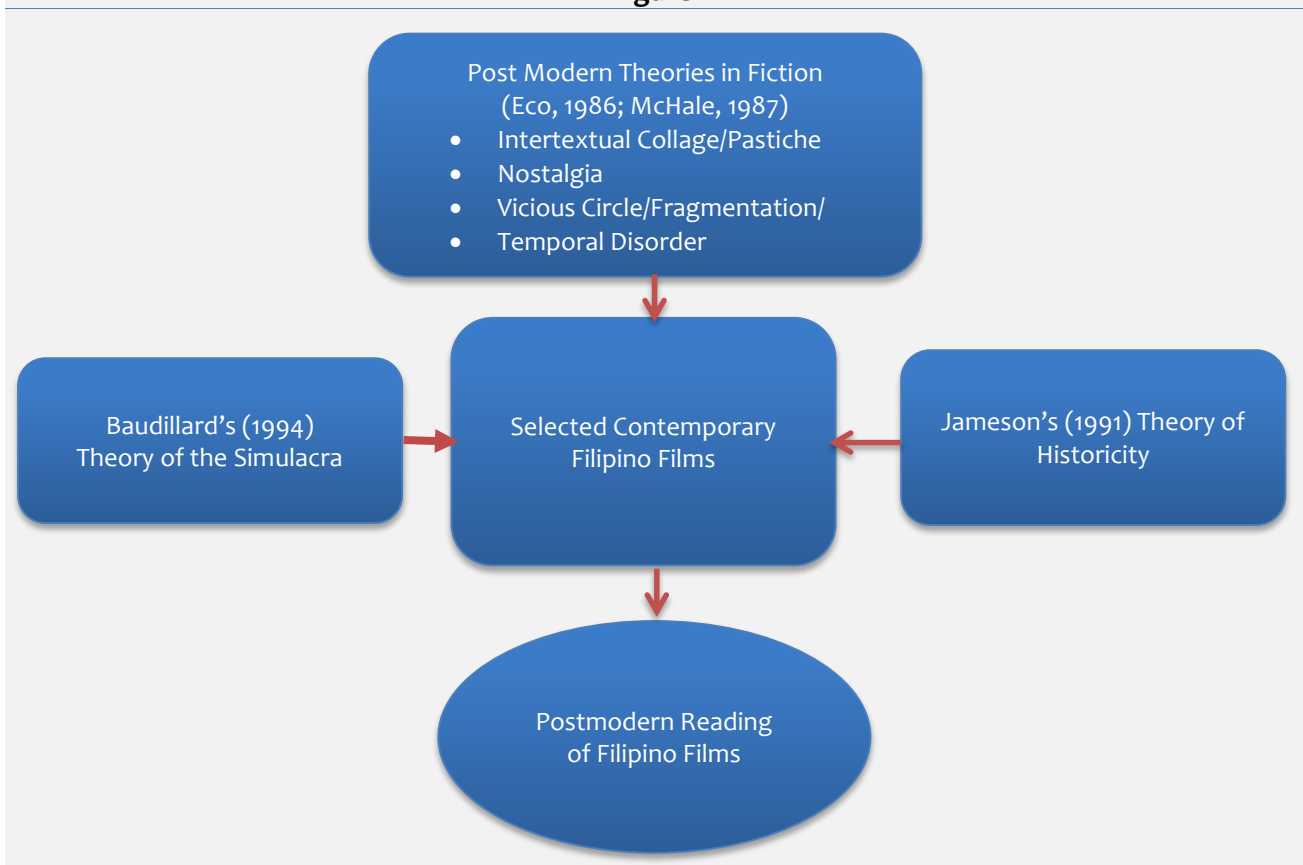 Post Modern Theories in Fiction
(Eco, 1986; McHale, 1987)
• Intertextual Collage/Pastiche
• Nostalgia
• Vicious Circle/Fragmentation/
• Temporal Disorder
Baudillard's (1994)
Theory of the Simulacra
Selected Contemporary
Filipino Films
Jameson's (1991) Theory of
Historicity
Postmodern Reading
of Filipino Films